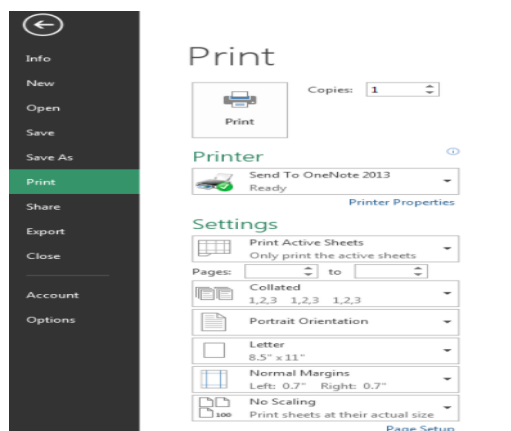 Info
New
Open
Save
Save As
Print
Share
Export
Close
Account
Options
Print
Print
Copies: 1
Printer
Send To OneNote 2013
Ready
Printer Properties
Settings
Print Active Sheets
Only print the active sheets
Pages: to
Collated
1,2,3 1,2,3 1,2,3
Portrait Orientation
Letter
8.5" x 11"
Normal Margins
Left: 0.7" Right: 0.7"
No Scaling
100 Print sheets at their actual size
Page Setup